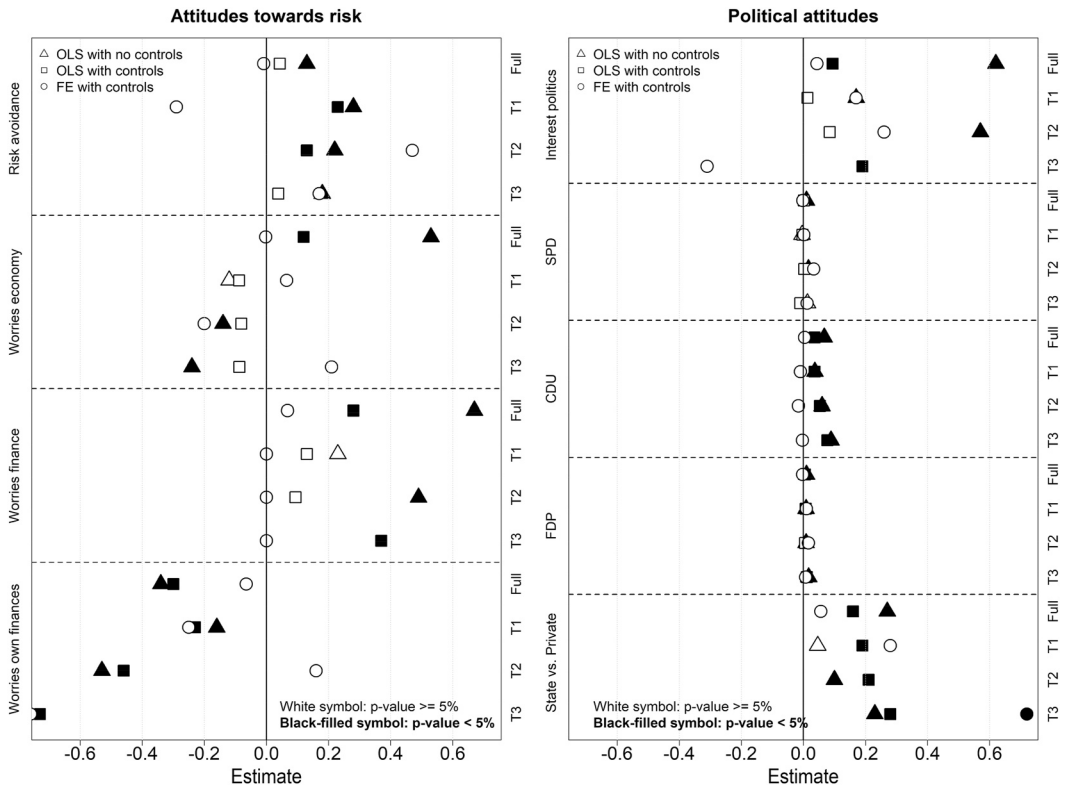 Attitudes towards risk
△ OLS with no controls
□ OLS with controls
○ FE with controls
Risk avoidance
Full
T1
T2
T3
Worries economy
Full
T1
T2
T3
Worries finance
Full
T1
T2
T3
Worries own finances
Full
T1
T2
T3
White symbol: p-value >= 5%
Black-filled symbol: p-value < 5%
-0.6 -0.4 -0.2 0.0 0.2 0.4 0.6
Estimate
Political attitudes
△ OLS with no controls
□ OLS with controls
○ FE with controls
Interest politics
Full
T1
T2
T3
SPD
Full
T1
T2
T3
CDU
Full
T1
T2
T3
FDP
Full
T1
T2
T3
State vs. Private
Full
T1
T2
T3
White symbol: p-value >= 5%
Black-filled symbol: p-value < 5%
-0.6 -0.4 -0.2 0.0 0.2 0.4 0.6
Estimate